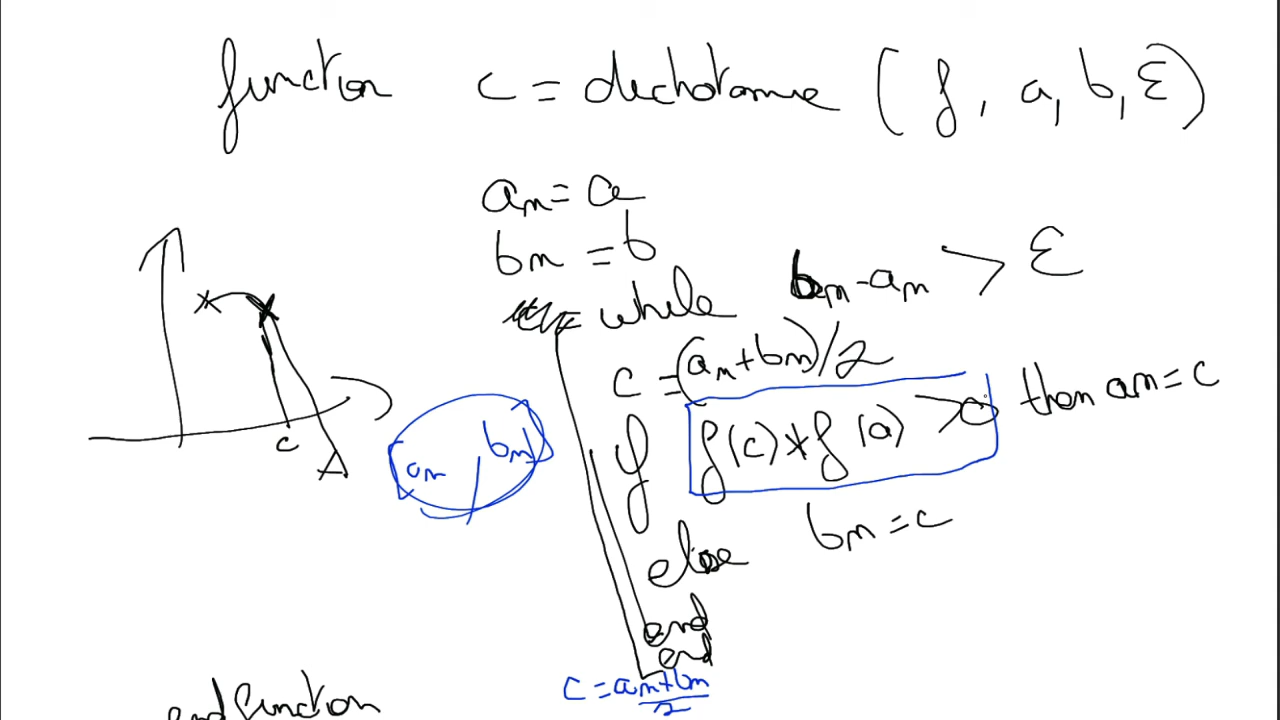 function c = dichotomie (f, a, b, ε)
am = a
bm = b
while bm - am > ε
c = (am+bm)/2
if f(c)*f(a) >0 then am = c
bm = c
else
end
end
c = am+bm/2
endfunction
c
am, bm